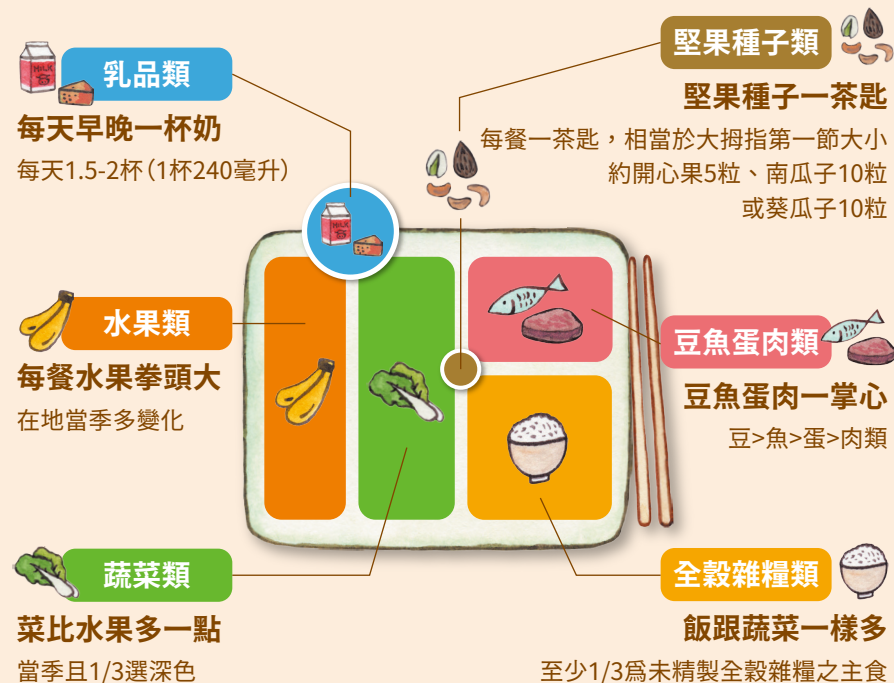 乳品類
每天早晚一杯奶
每天1.5-2杯(1杯240毫升)
堅果種子類
堅果種子一茶匙
每餐一茶匙，相當於大拇指第一節大小
約開心果5粒、南瓜子10粒
或葵瓜子10粒
水果類
每餐水果拳頭大
在地當季多變化
豆魚蛋肉類
豆魚蛋肉一掌心
豆>魚>蛋>肉類
蔬菜類
菜比水果多一點
當季且1/3選深色
全穀雜糧類
飯跟蔬菜一樣多
至少1/3爲未精製全穀雜糧之主食
MILK
MILK